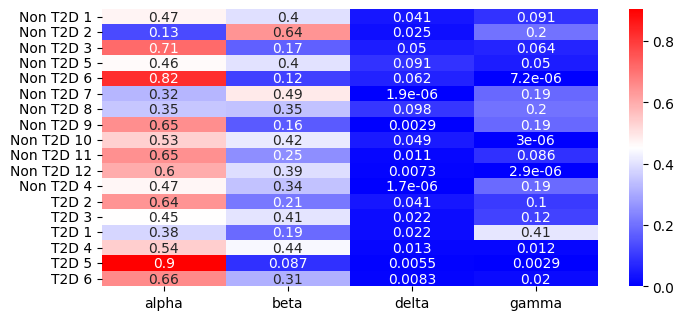 Non T2D 1 0.47 0.4 0.041 0.091
Non T2D 2 0.13 0.64 0.025 0.2
Non T2D 3 0.71 0.17 0.05 0.064
Non T2D 5 0.46 0.4 0.091 0.05
Non T2D 6 0.82 0.12 0.062 7.2e-06
Non T2D 7 0.32 0.49 1.9e-06 0.19
Non T2D 8 0.35 0.35 0.098 0.2
Non T2D 9 0.65 0.16 0.0029 0.19
Non T2D 10 0.53 0.42 0.049 3e-06
Non T2D 11 0.65 0.25 0.011 0.086
Non T2D 12 0.6 0.39 0.0073 2.9e-06
Non T2D 4 0.47 0.34 1.7e-06 0.19
T2D 2 0.64 0.21 0.041 0.1
T2D 3 0.45 0.41 0.022 0.12
T2D 1 0.38 0.19 0.022 0.41
T2D 4 0.54 0.44 0.013 0.012
T2D 5 0.9 0.087 0.0055 0.0029
T2D 6 0.66 0.31 0.0083 0.02
alpha beta delta gamma
0.8
0.6
0.4
0.2
0.0